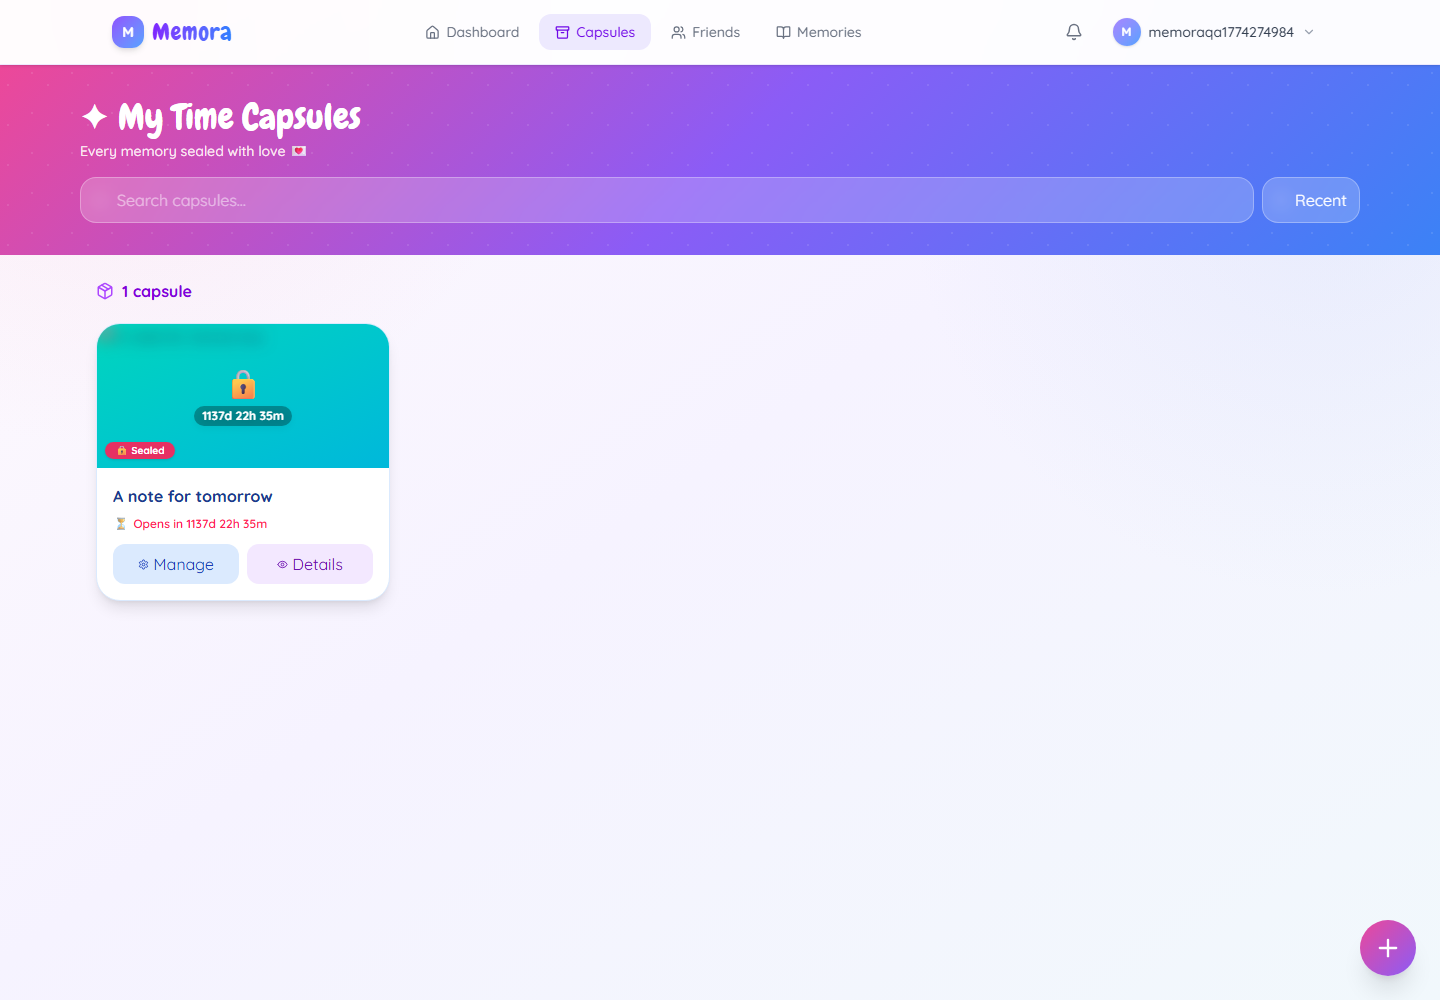 M Memora
Dashboard
Capsules
Friends
Memories
M memoraqa1774274984
My Time Capsules
Every memory sealed with love
Search capsules...
Recent
1 capsule
1137d 22h 35m
Sealed
A note for tomorrow
Opens in 1137d 22h 35m
Manage
Details